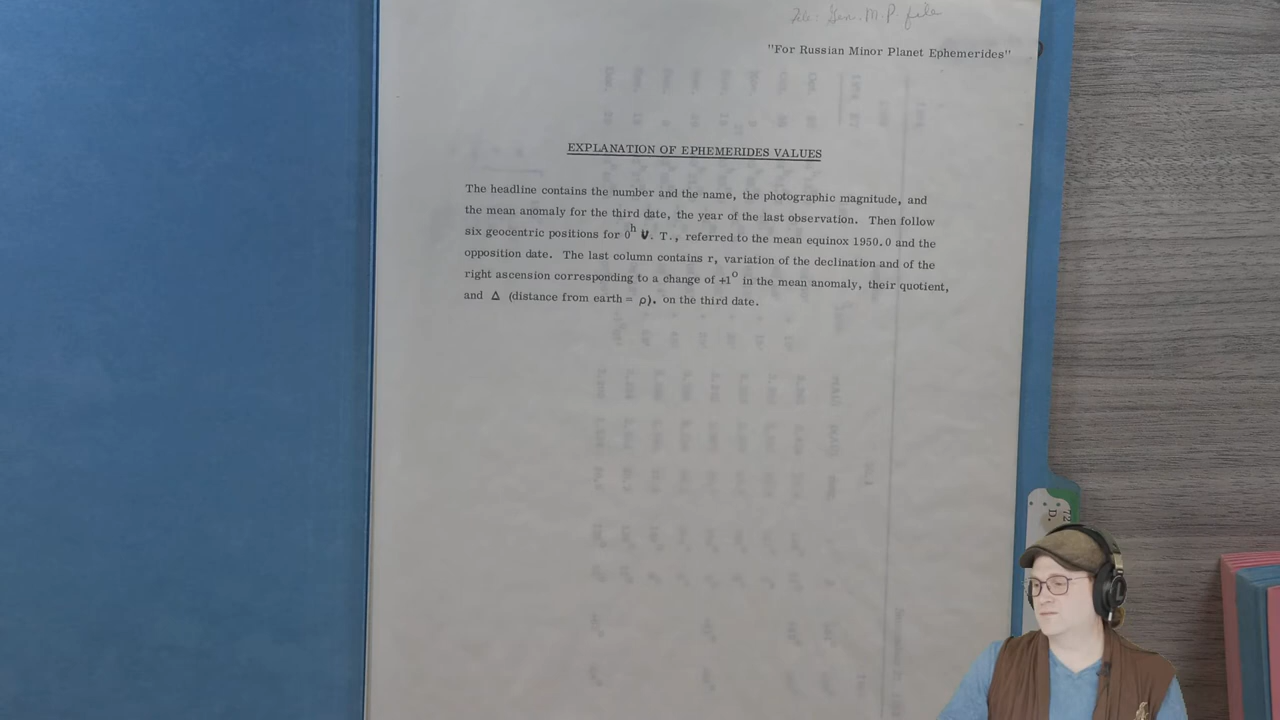 File: Gen. M.P. file
"For Russian Minor Planet Ephemerides"
EXPLANATION OF EPHEMERIDES VALUES
The headline contains the number and the name, the photographic magnitude, and
the mean anomaly for the third date, the year of the last observation. Then follow
six geocentric positions for 0ʰ U. T., referred to the mean equinox 1950.0 and the
opposition date. The last column contains r, variation of the declination and of the
right ascension corresponding to a change of +1° in the mean anomaly, their quotient,
and Δ (distance from earth = ρ). on the third date.
72
D.